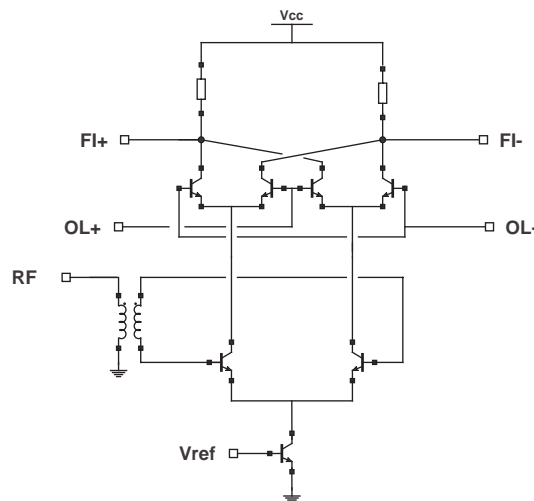 Vcc
FI+ FI-
OL+ OL-
RF
Vref